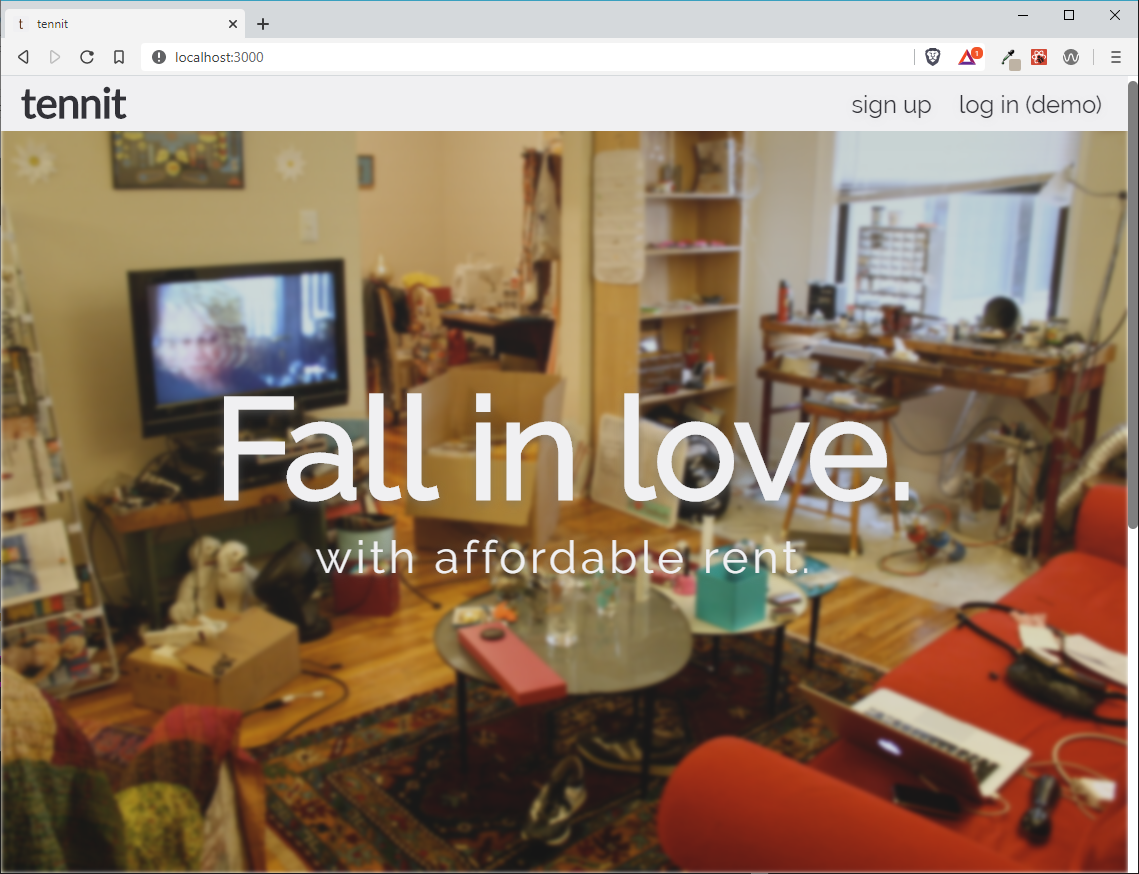 tennit
localhost:3000
1
tennit
sign up
log in (demo)
Fall in love.
with affordable rent.